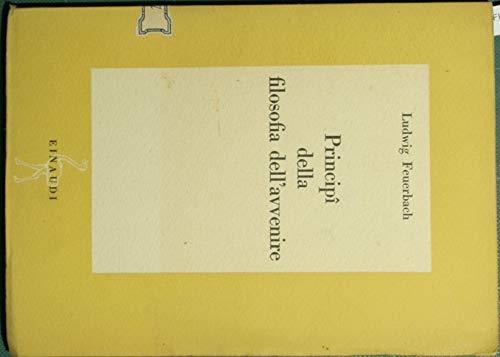 Ludwig Feuerbach
Principî
della
filosofia dell'avvenire
EINAUDI